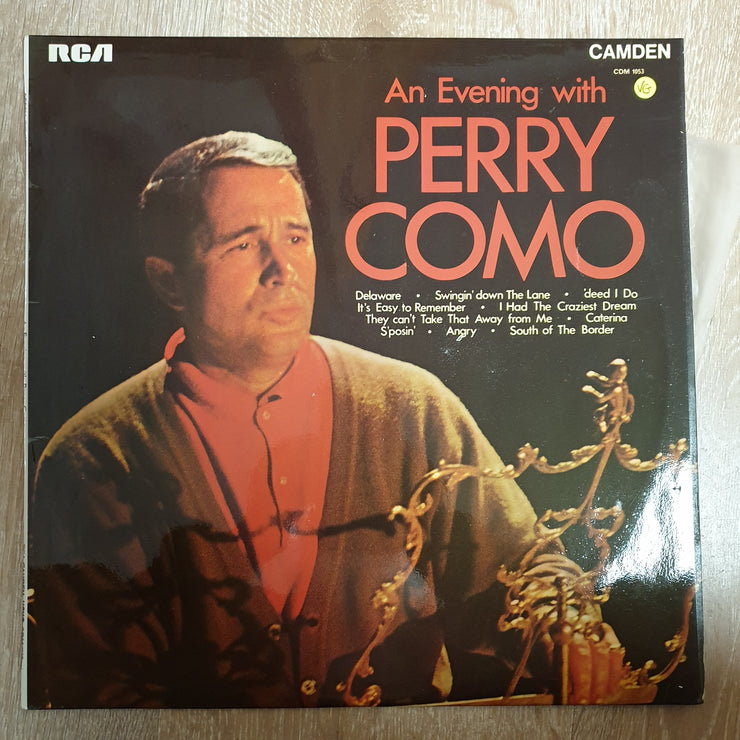 RCA
CAMDEN
CDM 1053
VG
An Evening with
PERRY
COMO
Delaware • Swingin' down The Lane • 'deed I Do
It's Easy to Remember • I Had The Craziest Dream
They can't Take That Away from Me • Caterina
S'posin' • Angry • South of The Border